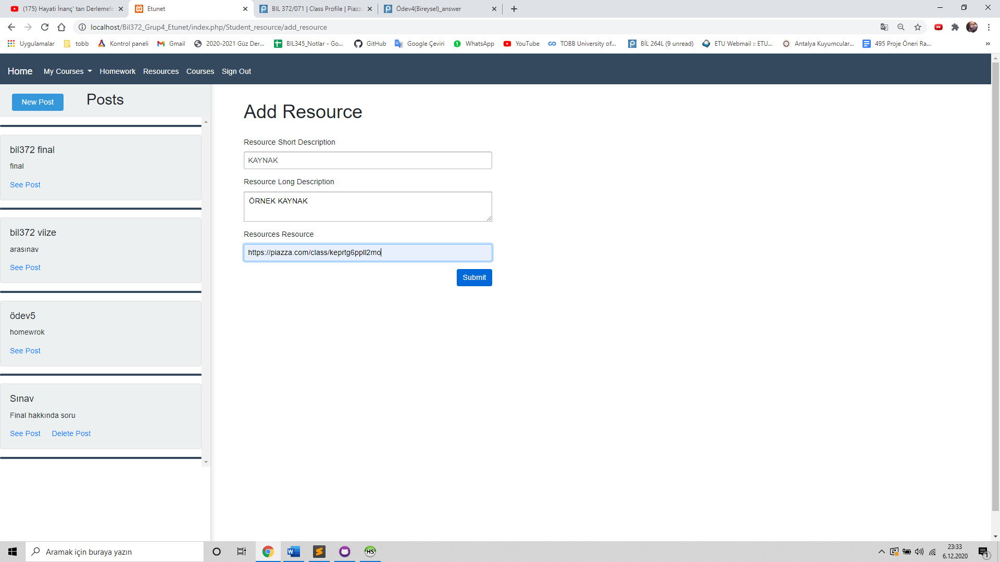 (175) Hayati İnanç' tan Derlemele
Etunet
BIL 372/071 | Class Profile | Piazza
Ödev4(Bireysel)_answer
localhost/Bil372_Grup4_Etunet/index.php/Student_resource/add_resource
Uygulamalar
tobb
Kontrol paneli
Gmail
2020-2021 Güz Der...
BIL345_Notlar - Go...
GitHub
Google Çeviri
WhatsApp
YouTube
TOBB University of...
BİL 264L (9 unread)
ETU Webmail :: ETU...
Antalya Kuyumcular...
495 Proje Öneri Ra...
»
Home
My Courses
Homework
Resources
Courses
Sign Out
New Post
Posts
bil372 final
final
See Post
bil372 viize
arasınav
See Post
ödev5
homewrok
See Post
Sınav
Final hakkında soru
See Post Delete Post
Add Resource
Resource Short Description
KAYNAK
Resource Long Description
ÖRNEK KAYNAK
Resources Resource
https://piazza.com/class/keprtg6ppll2mo
Submit
Aramak için buraya yazın
HS
23:33
6.12.2020
1